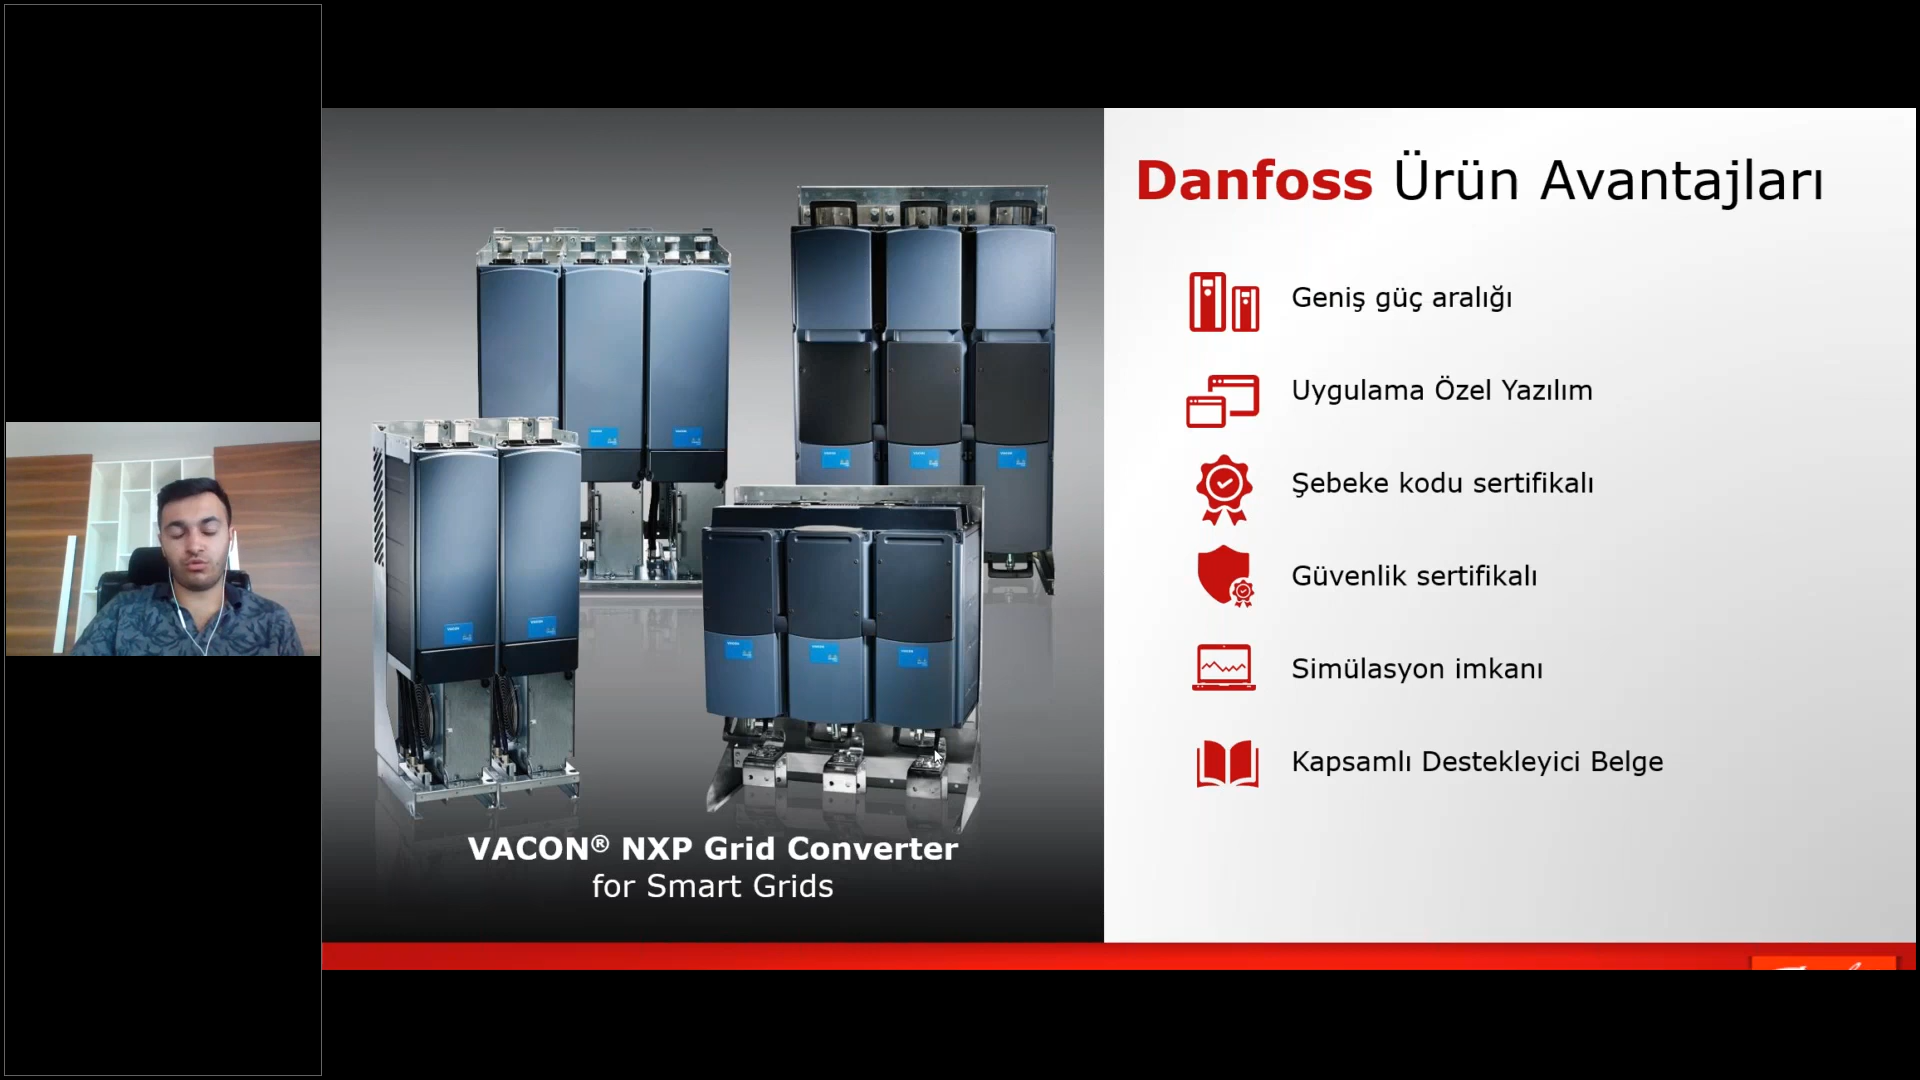 Danfoss Ürün Avantajları
Geniş güç aralığı
Uygulama Özel Yazılım
Şebeke kodu sertifikalı
Güvenlik sertifikalı
Simülasyon imkanı
Kapsamlı Destekleyici Belge
VACON® NXP Grid Converter
for Smart Grids